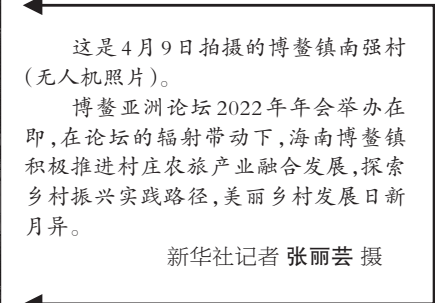 这是4月9日拍摄的博鳌镇南强村
(无人机照片)。
博鳌亚洲论坛2022年年会举办在
即,在论坛的辐射带动下,海南博鳌镇
积极推进村庄农旅产业融合发展,探索
乡村振兴实践路径,美丽乡村发展日新
月异。
新华社记者 张丽芸 摄